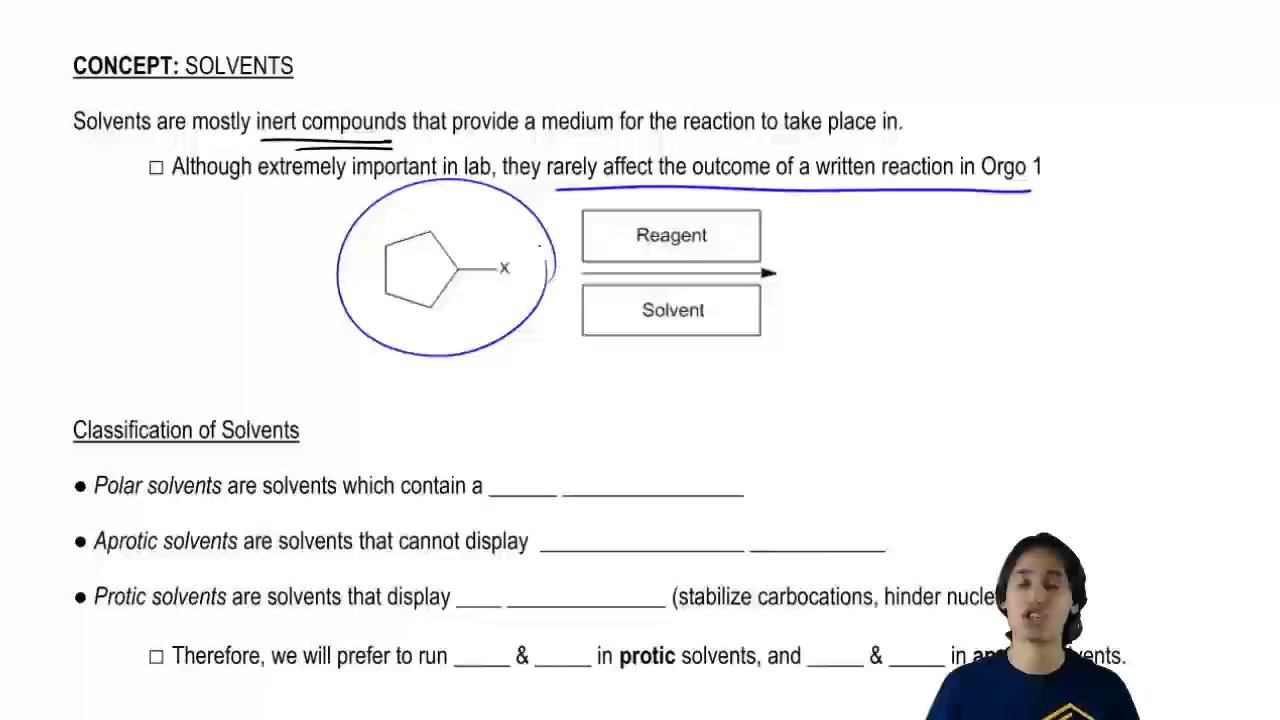 CONCEPT: SOLVENTS
Solvents are mostly inert compounds that provide a medium for the reaction to take place in.
□ Although extremely important in lab, they rarely affect the outcome of a written reaction in Orgo 1
X
Reagent
Solvent
Classification of Solvents
● Polar solvents are solvents which contain a ______ ________________
● Aprotic solvents are solvents that cannot display __________________ ____________
● Protic solvents are solvents that display ____ ______________ (stabilize carbocations, hinder
□ Therefore, we will prefer to run _____ & _____ in protic solvents, and _____ & _____ in